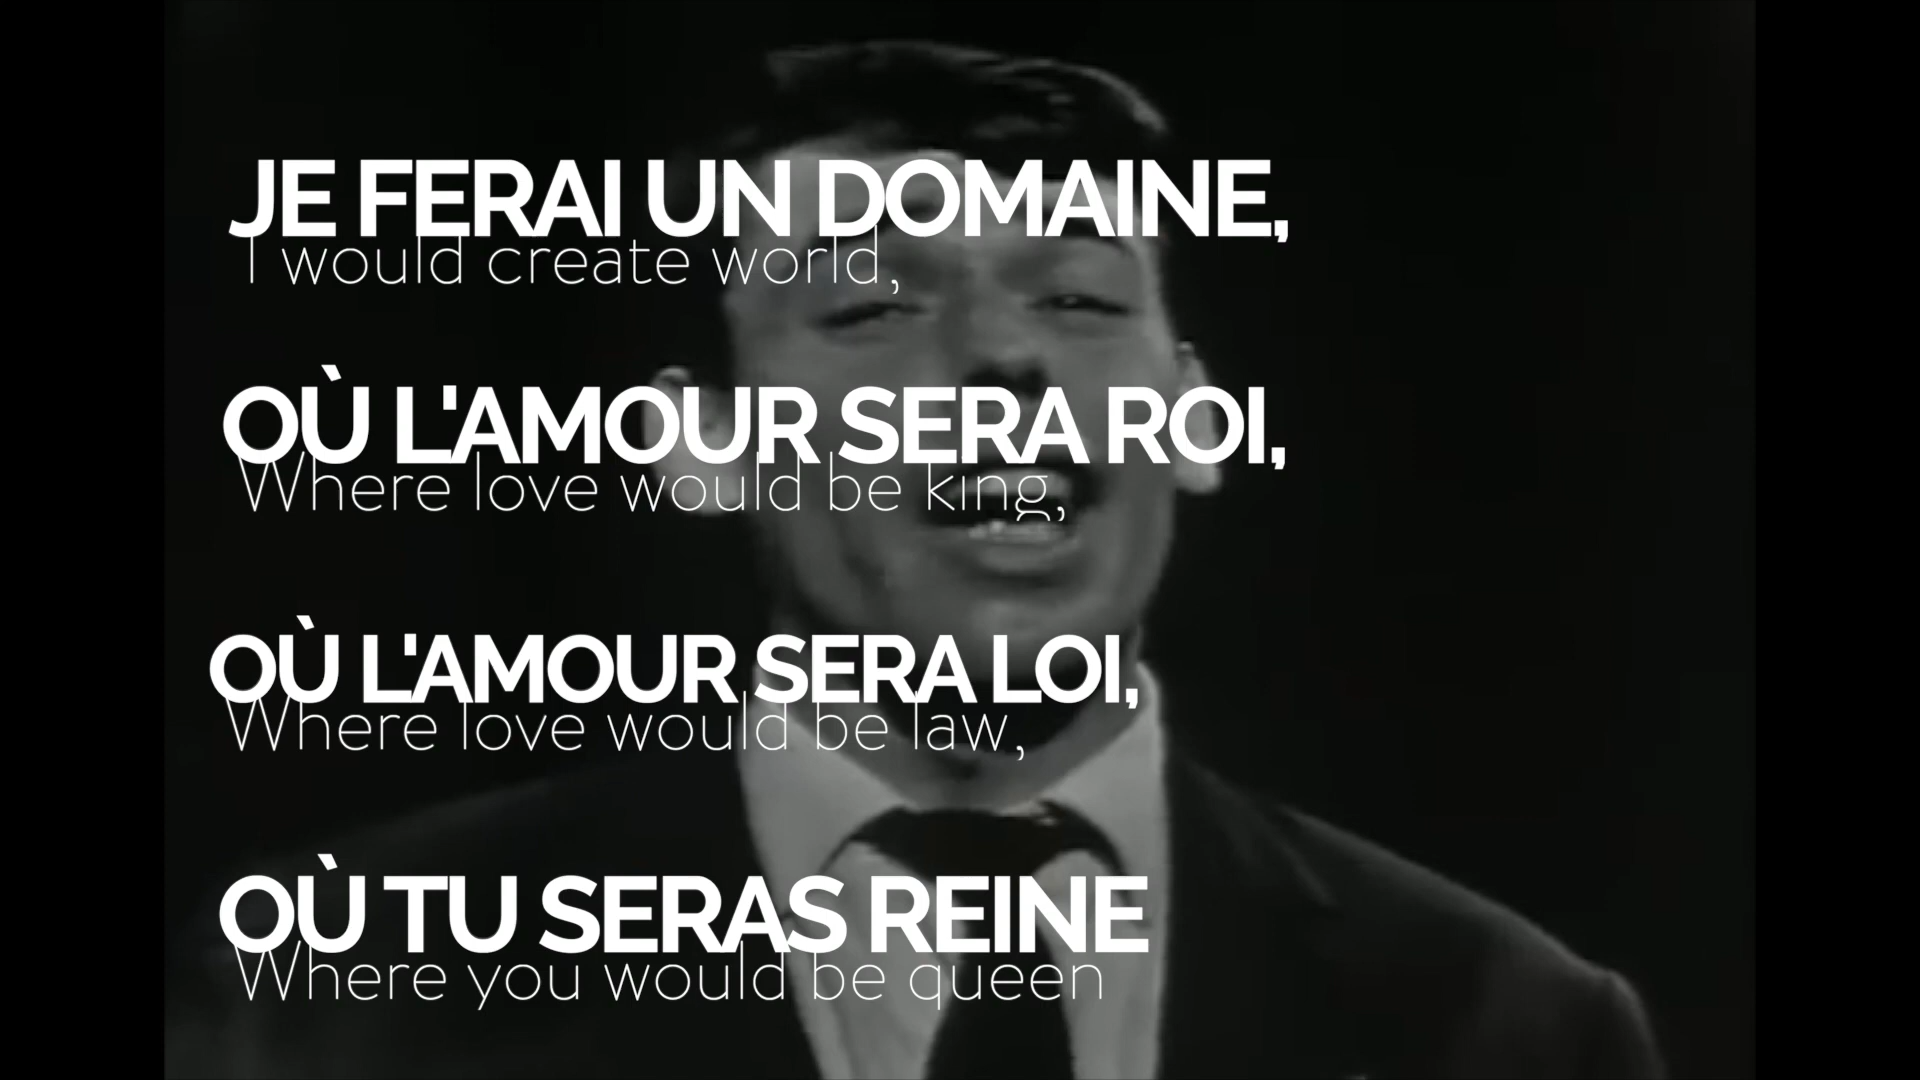 JE FERAI UN DOMAINE,
I would create world,
OÙ L'AMOUR SERA ROI,
Where love would be king,
OÙ L'AMOUR SERA LOI,
Where love would be law,
OÙ TU SERAS REINE
Where you would be queen